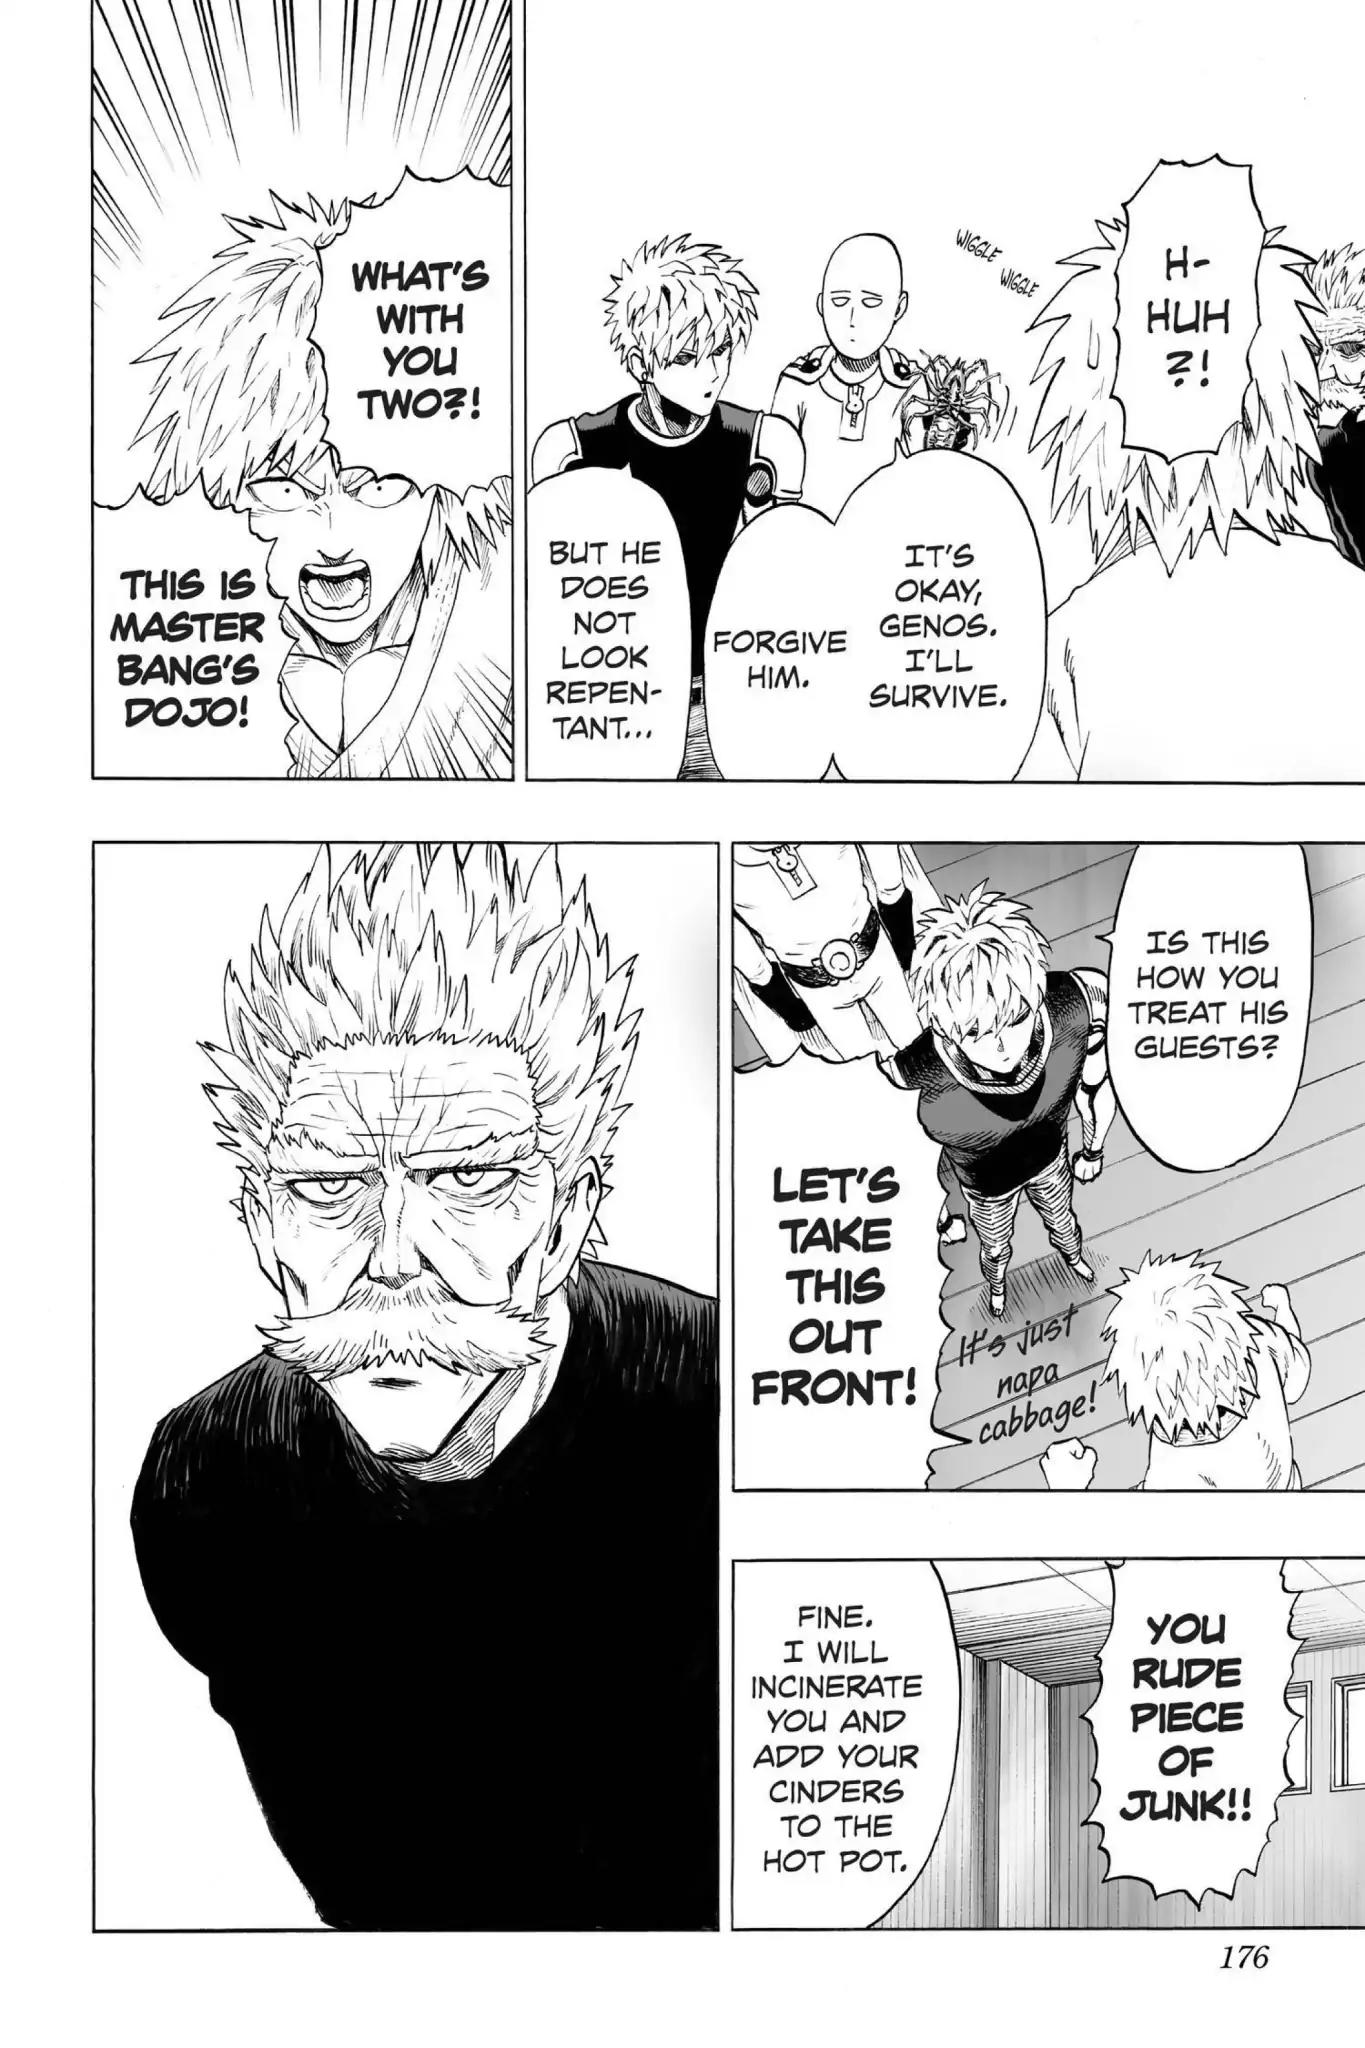 H-
HUH
?!
WIGGLE
WIGGLE
IT'S
OKAY,
GENOS.
I'LL
SURVIVE.
FORGIVE
HIM.
BUT HE
DOES
NOT
LOOK
REPEN-
TANT...
WHAT'S
WITH
YOU
TWO?!
THIS IS
MASTER
BANG'S
DOJO!
IS THIS
HOW YOU
TREAT HIS
GUESTS?
LET'S
TAKE
THIS
OUT
FRONT!
It's just
napa
cabbage!
YOU
RUDE
PIECE
OF
JUNK!!
FINE.
I WILL
INCINERATE
YOU AND
ADD YOUR
CINDERS
TO THE
HOT POT.
176